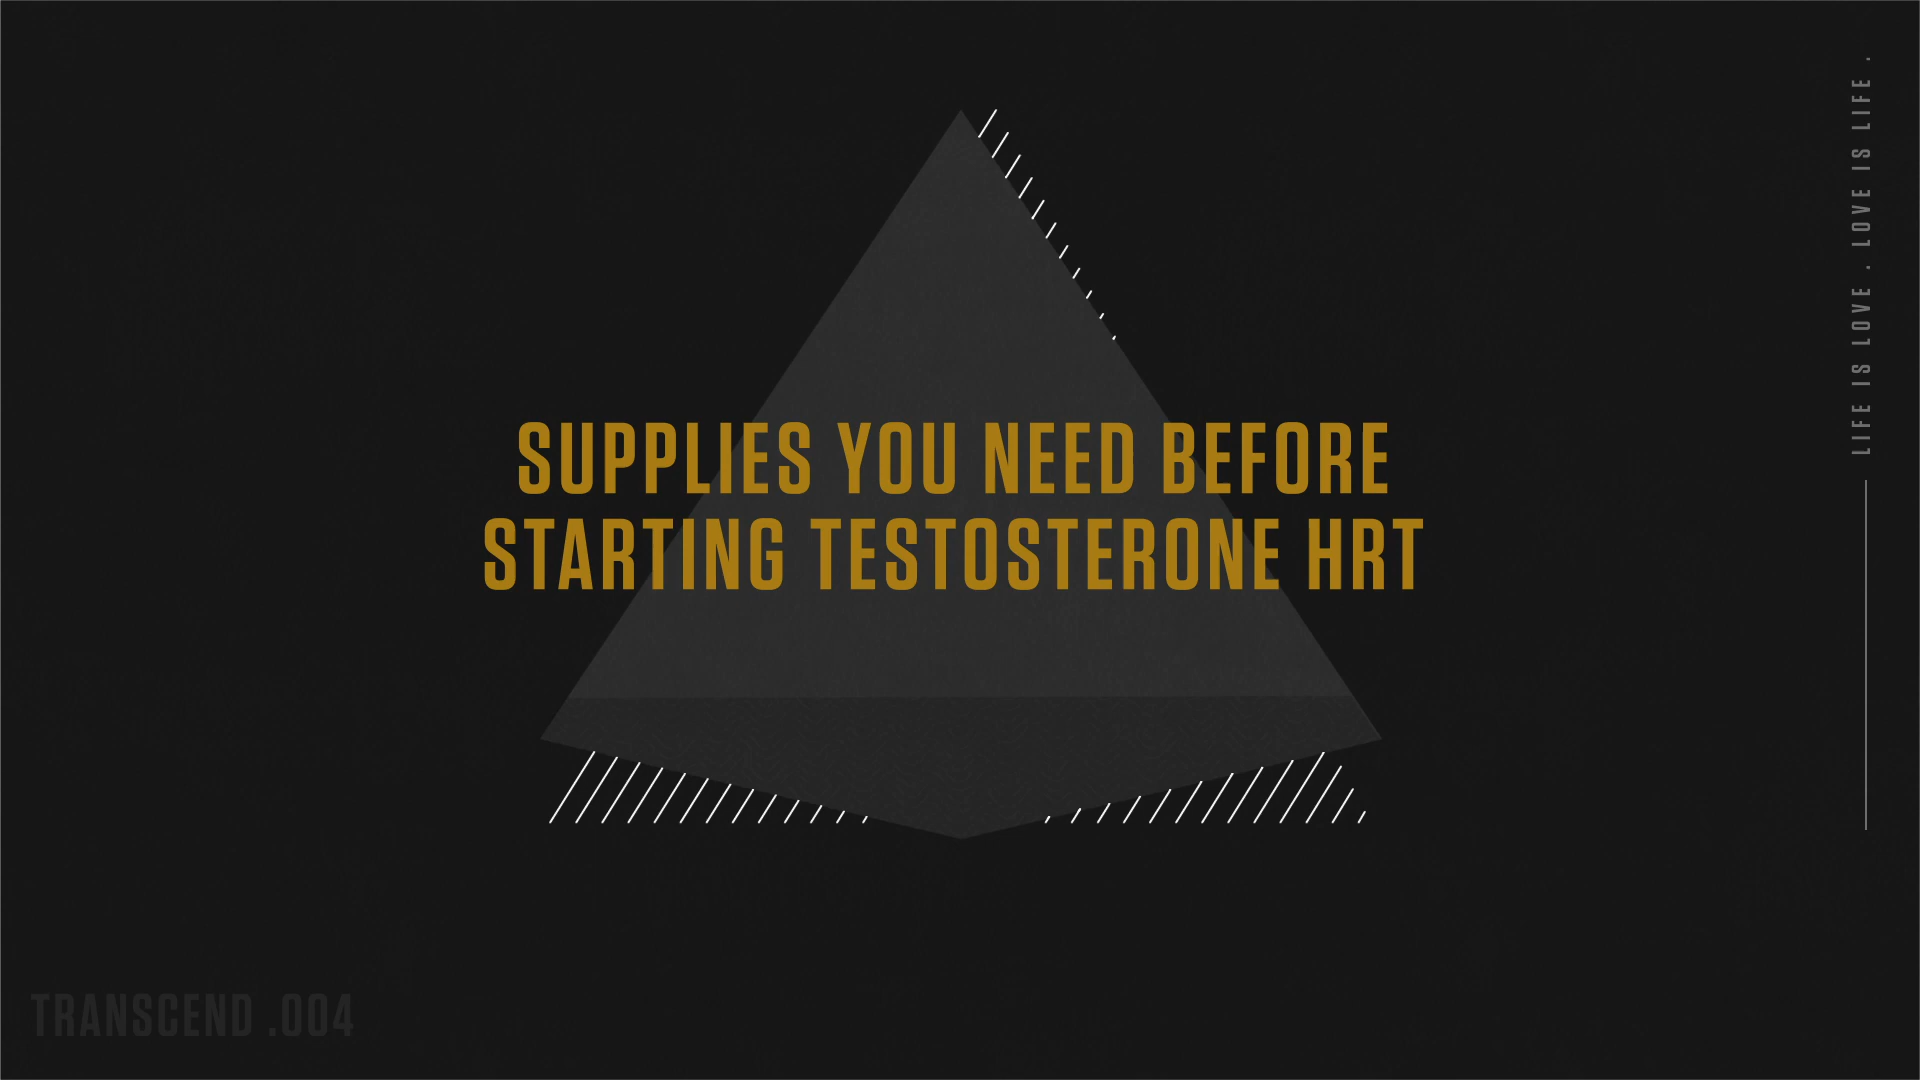 SUPPLIES YOU NEED BEFORE
STARTING TESTOSTERONE HRT
LIFE IS LOVE . LOVE IS LIFE .
TRANSCEND .004